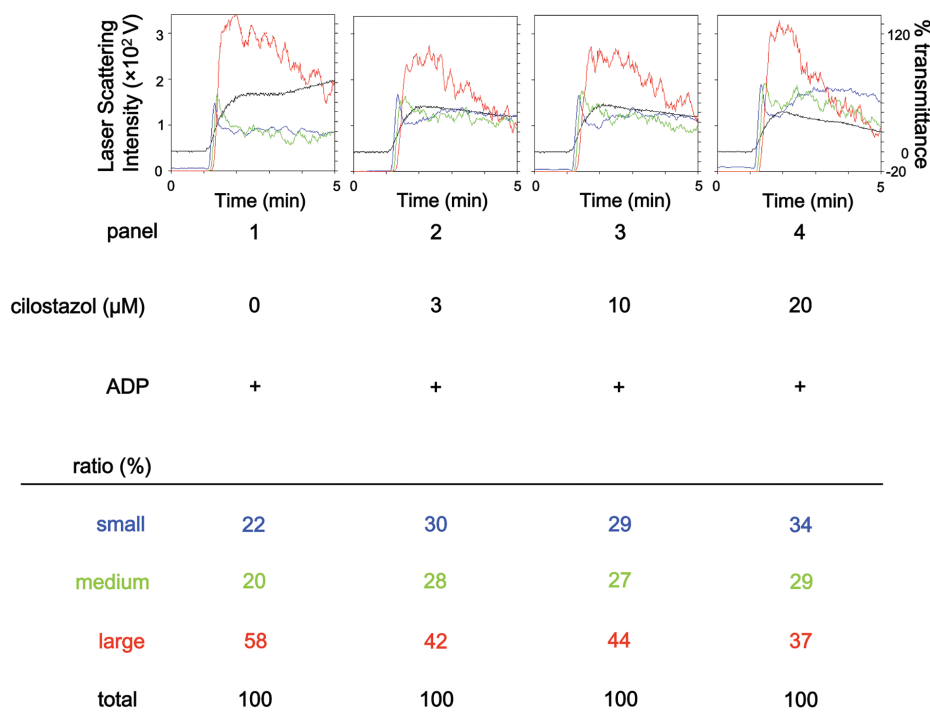 Laser Scattering
Intensity (×10² V)
3
2
1
0
% transmittance
120
0
-20
0 5 0 5 0 5 0 5
Time (min) Time (min) Time (min) Time (min)
panel 1 2 3 4
cilostazol (μM) 0 3 10 20
ADP + + + +
ratio (%)
small 22 30 29 34
medium 20 28 27 29
large 58 42 44 37
total 100 100 100 100